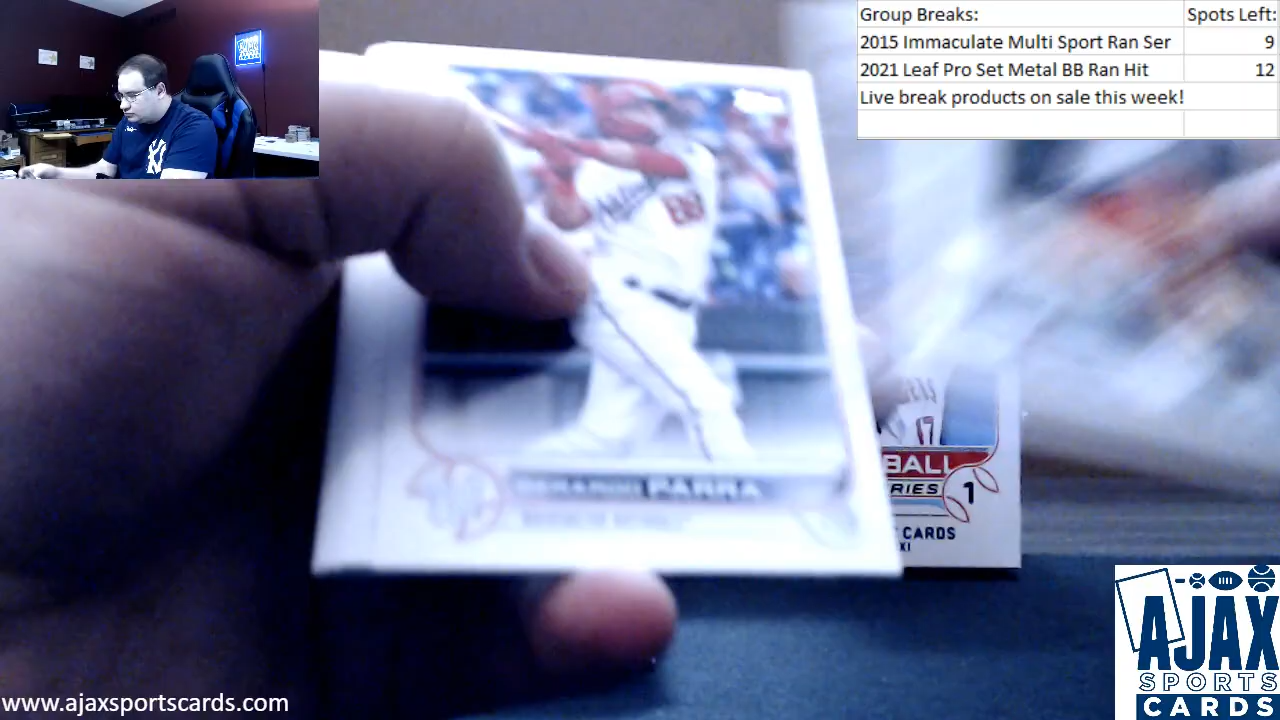 Group Breaks: Spots Left:
2015 Immaculate Multi Sport Ran Ser 9
2021 Leaf Pro Set Metal BB Ran Hit 12
Live break products on sale this week!
88
17
PARRA
BALL
RIES 1
CARDS
AJAX
SPORTS
CARDS
www.ajaxsportscards.com